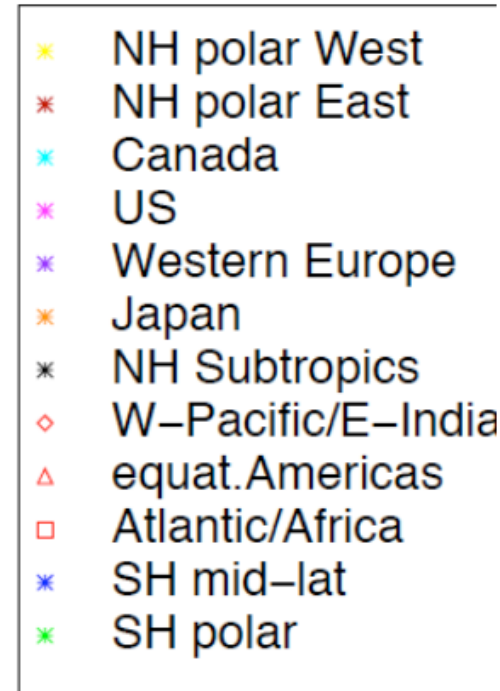 NH polar West
NH polar East
Canada
US
Western Europe
Japan
NH Subtropics
W−Pacific/E−India
equat.Americas
Atlantic/Africa
SH mid−lat
SH polar